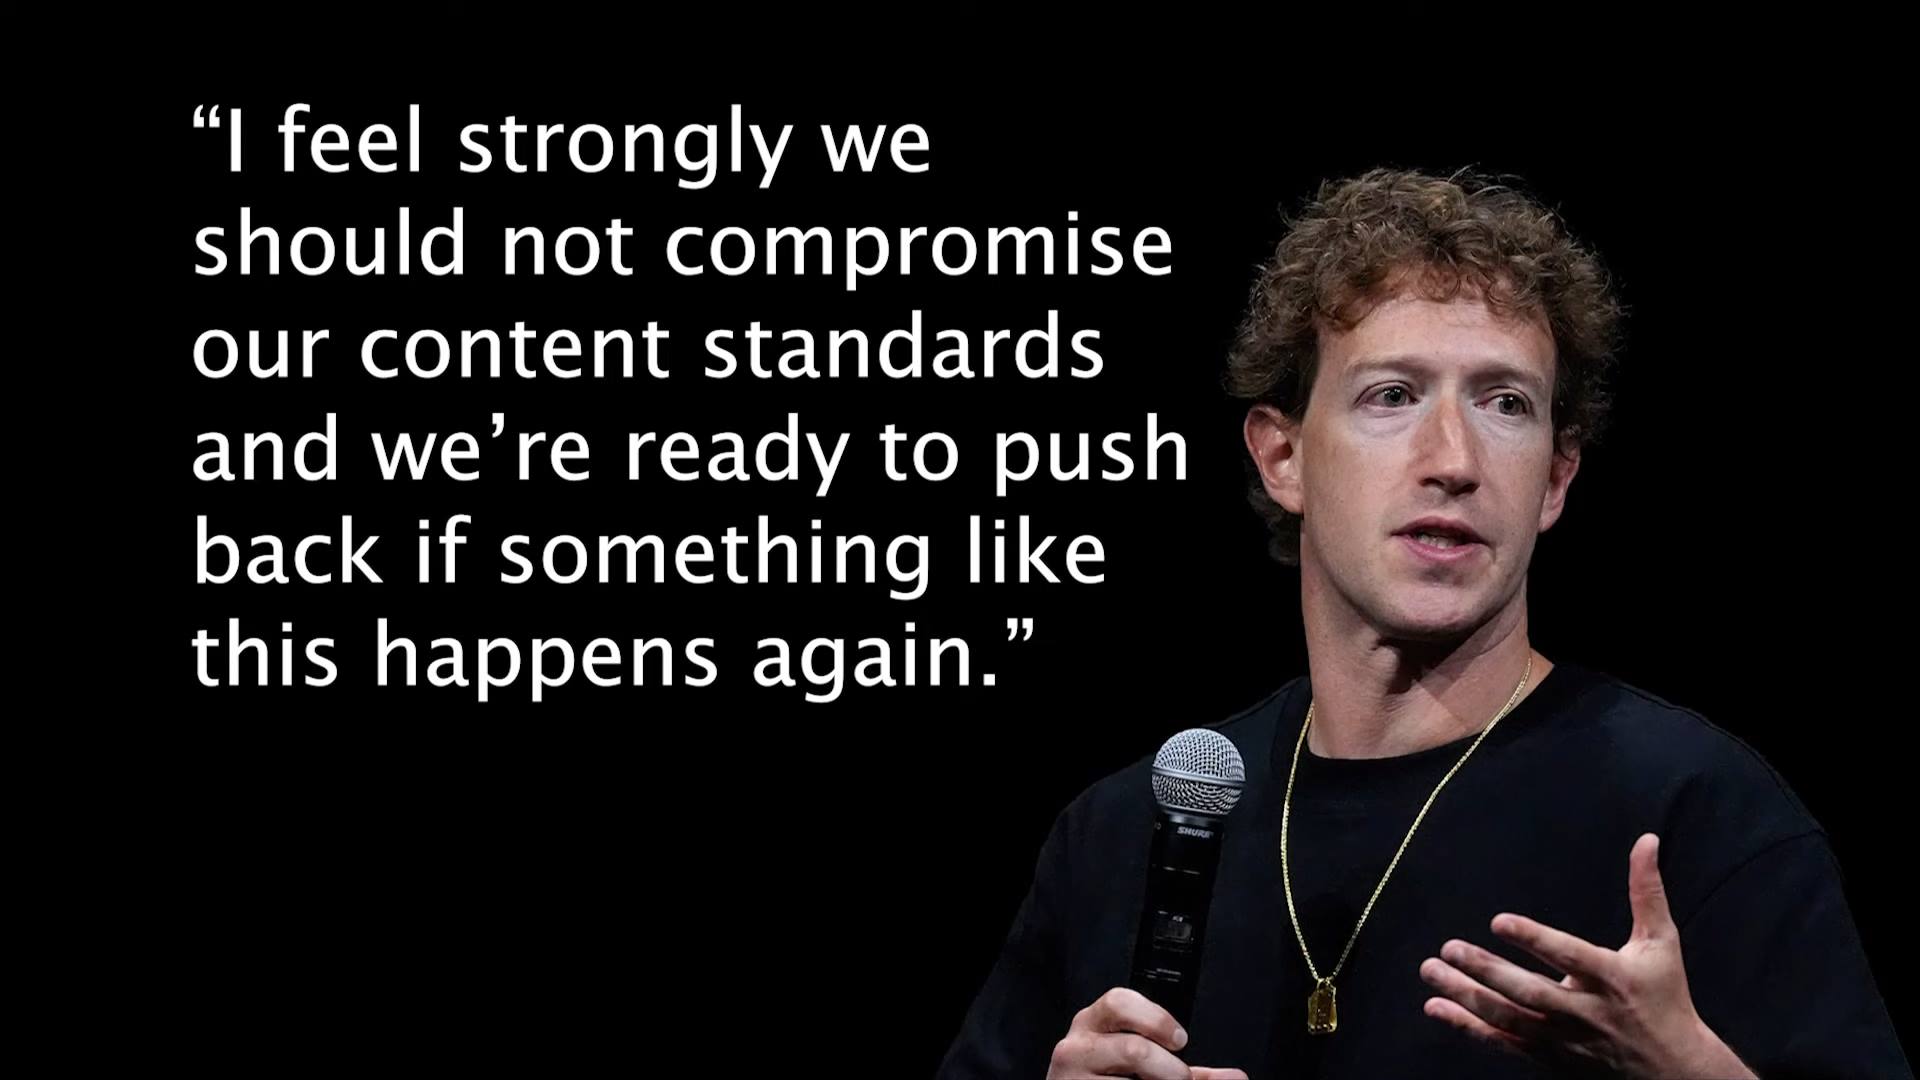 “I feel strongly we
should not compromise
our content standards
and we’re ready to push
back if something like
this happens again.”
SHURE